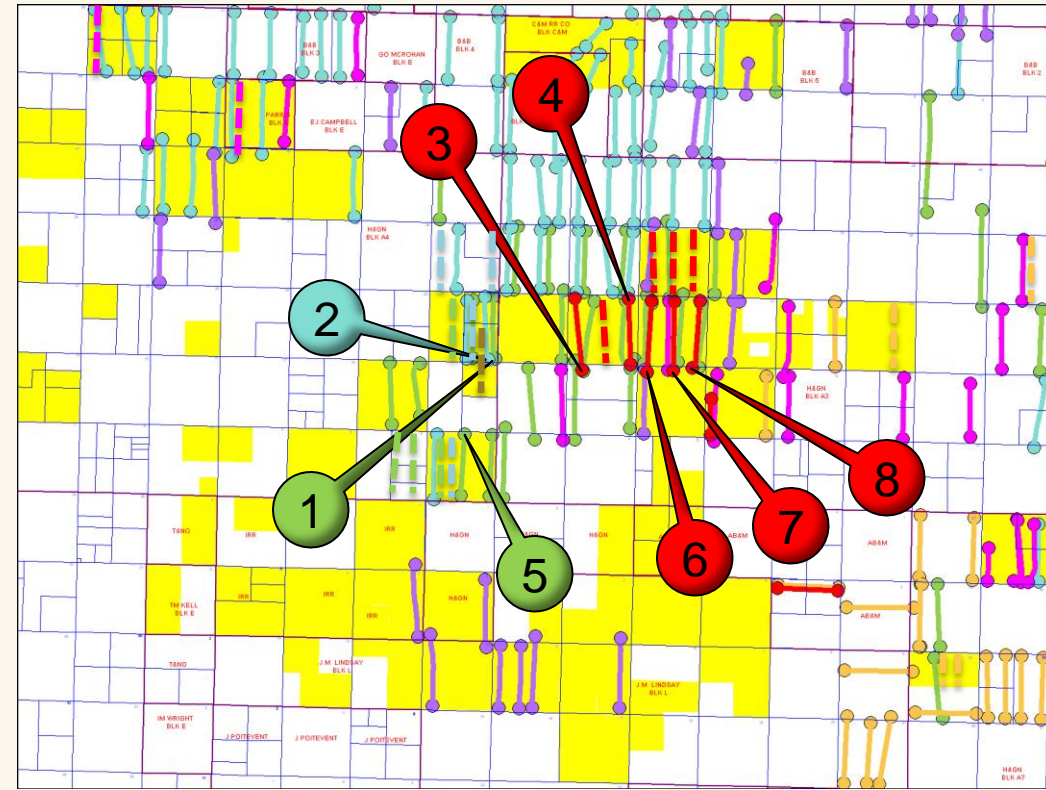 C&M RR CO.
BLK C&M
B&B
BLK 3
GO MCROHAN
BLK E
B&B
BLK 4
B&B
BLK 5
B&B
BLK 2
EJ CAMPBELL
BLK E
4
3
H&GN
BLK A4
2
H&GN
BLK A3
1
5
6
7
8
T&NO
IRR
IRR
H&GN
H&GN
AB&M
AB&M
TM KELL
BLK E
IRR
IRR
IRR
H&GN
AB&M
T&NO
J.M. LINDSAY
BLK L
J.M. LINDSAY
BLK L
IM WRIGHT
BLK E
J POITEVENT
J POITEVENT
J POITEVENT
H&GN
BLK A7